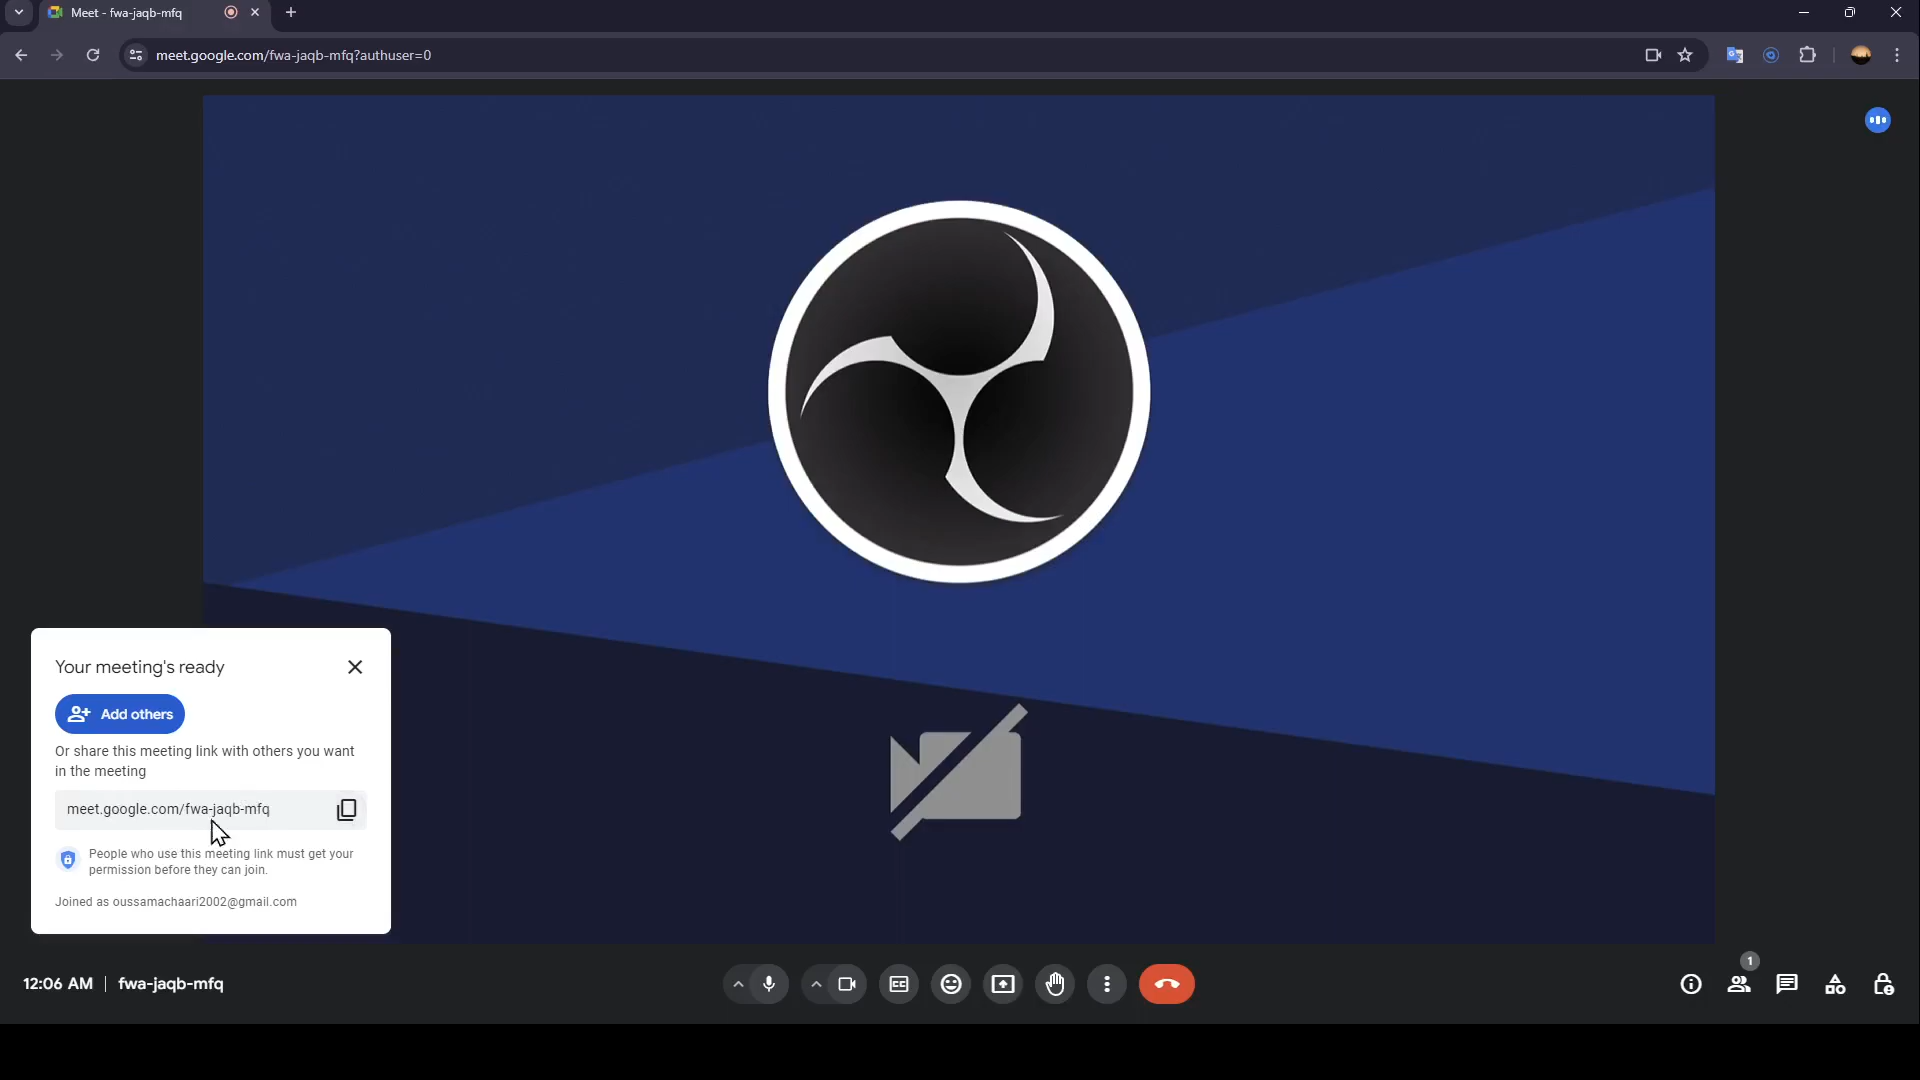 Meet - fwa-jaqb-mfq
meet.google.com/fwa-jaqb-mfq?authuser=0
Your meeting's ready
Add others
Or share this meeting link with others you want
in the meeting
meet.google.com/fwa-jaqb-mfq
People who use this meeting link must get your
permission before they can join.
Joined as oussamachaari2002@gmail.com
12:06 AM | fwa-jaqb-mfq
1